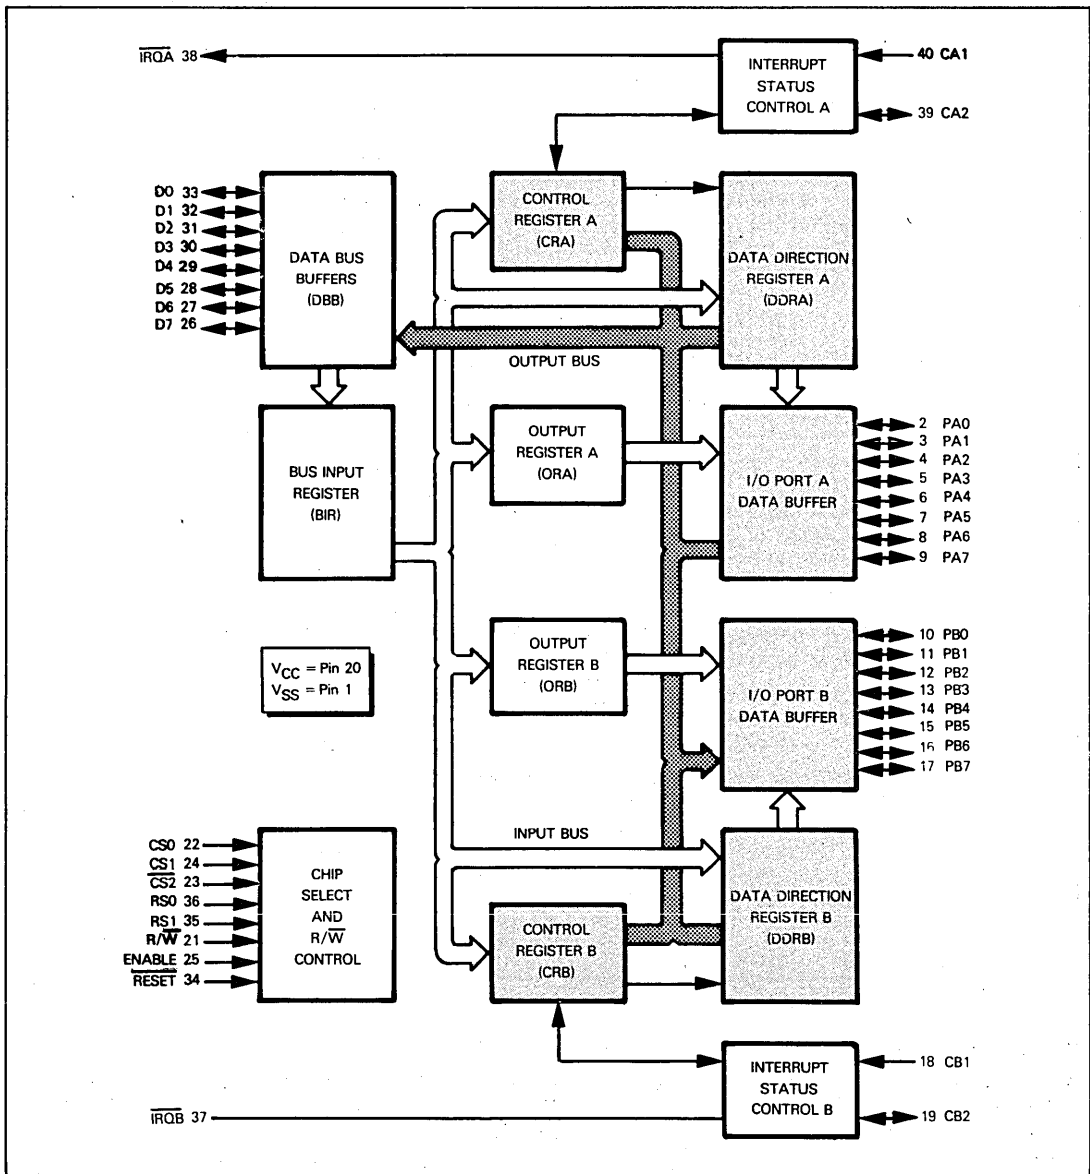 IRQA 38
INTERRUPT
STATUS
CONTROL A
40 CA1
39 CA2
D0 33
D1 32
D2 31
D3 30
D4 29
D5 28
D6 27
D7 26
DATA BUS
BUFFERS
(DBB)
CONTROL
REGISTER A
(CRA)
DATA DIRECTION
REGISTER A
(DDRA)
OUTPUT BUS
BUS INPUT
REGISTER
(BIR)
OUTPUT
REGISTER A
(ORA)
I/O PORT A
DATA BUFFER
2 PA0
3 PA1
4 PA2
5 PA3
6 PA4
7 PA5
8 PA6
9 PA7
VCC = Pin 20
VSS = Pin 1
OUTPUT
REGISTER B
(ORB)
I/O PORT B
DATA BUFFER
10 PB0
11 PB1
12 PB2
13 PB3
14 PB4
15 PB5
16 PB6
17 PB7
INPUT BUS
CS0 22
CS1 24
CS2 23
RS0 36
RS1 35
R/W 21
ENABLE 25
RESET 34
CHIP
SELECT
AND
R/W
CONTROL
CONTROL
REGISTER B
(CRB)
DATA DIRECTION
REGISTER B
(DDRB)
IRQB 37
INTERRUPT
STATUS
CONTROL B
18 CB1
19 CB2